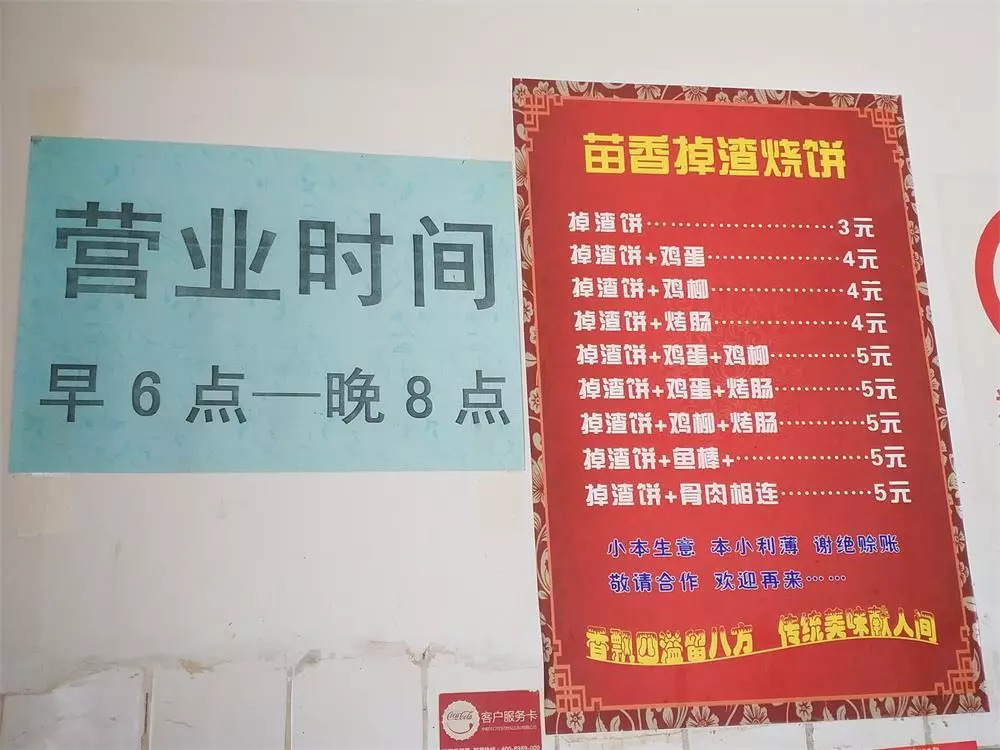 营业时间
早6点—晚8点
苗香掉渣烧饼
掉渣饼························3元
掉渣饼+鸡蛋·················4元
掉渣饼+鸡柳·················4元
掉渣饼+烤肠·················4元
掉渣饼+鸡蛋+鸡柳···········5元
掉渣饼+鸡蛋+烤肠···········5元
掉渣饼+鸡柳+烤肠···········5元
掉渣饼+鱼棒+·················5元
掉渣饼+骨肉相连············5元
小本生意 本小利薄 谢绝赊账
敬请合作 欢迎再来……
香飘四溢留八方 传统美味献人间
Coca-Cola
客户服务卡